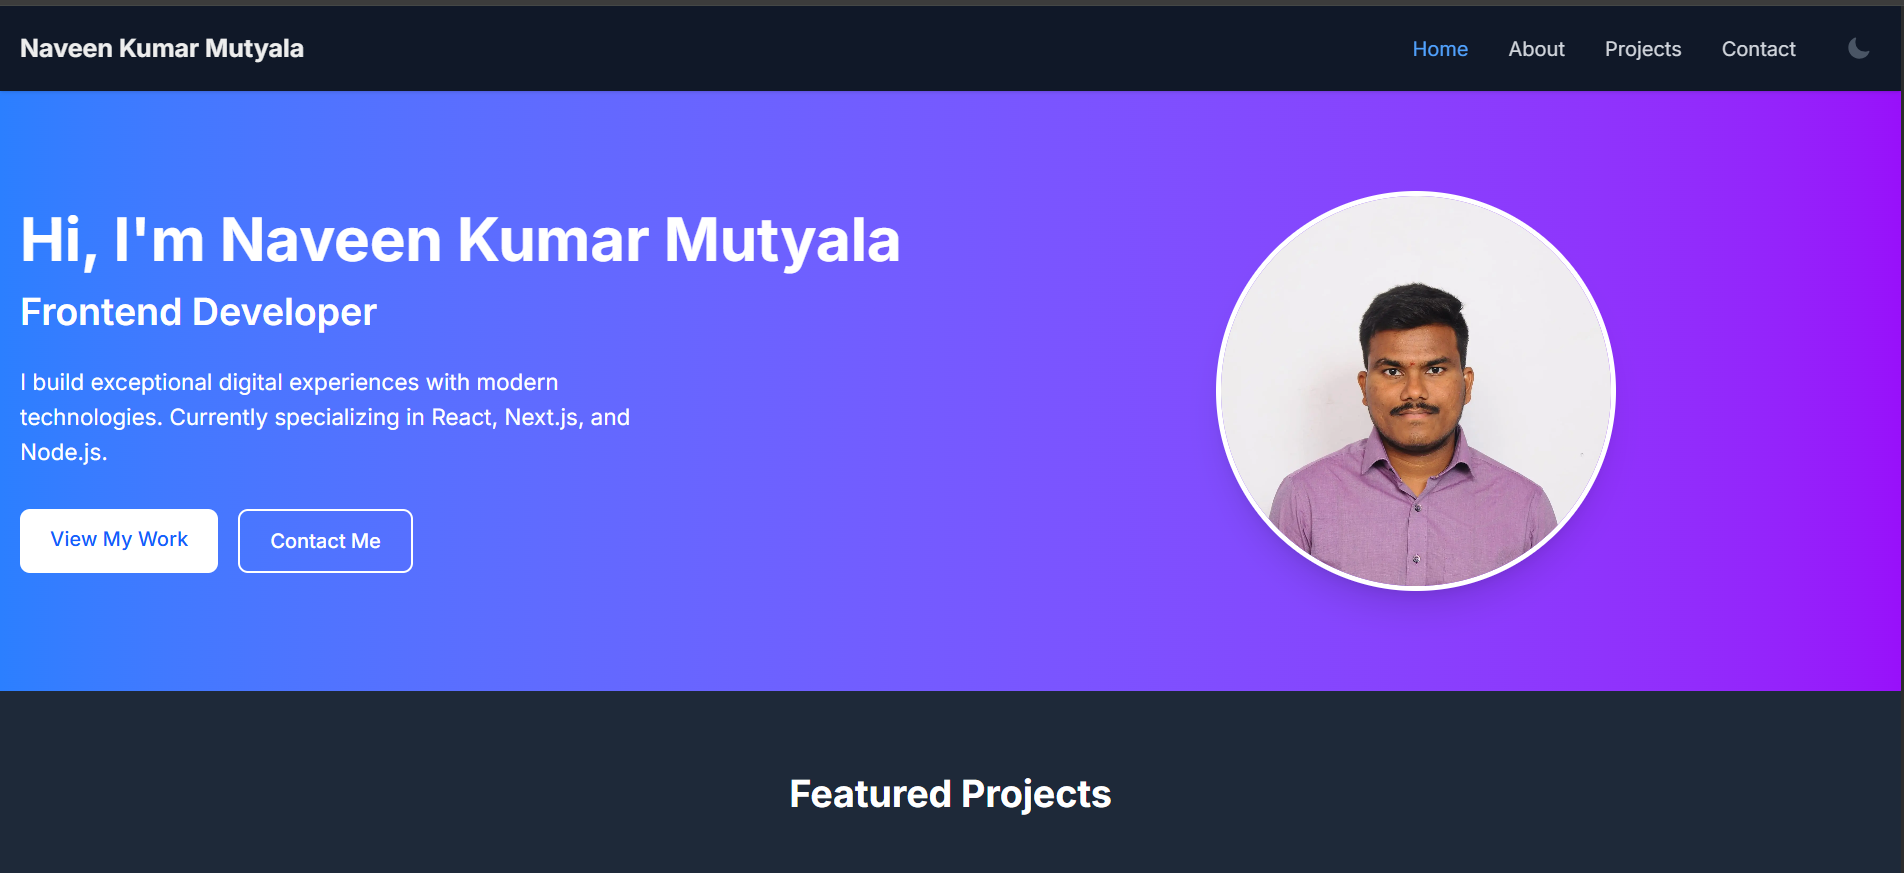 Naveen Kumar Mutyala
Home About Projects Contact
Hi, I'm Naveen Kumar Mutyala
Frontend Developer
I build exceptional digital experiences with modern
technologies. Currently specializing in React, Next.js, and
Node.js.
View My Work Contact Me
Featured Projects